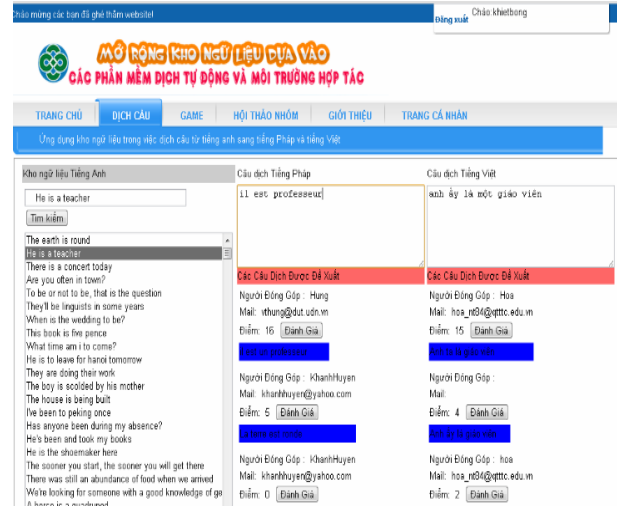 Chào mừng các bạn đã ghé thăm website!
Chào: khietbong
Đăng xuất
MỞ RỘNG KHO NGỮ LIỆU DỰA VÀO
CÁC PHẦN MỀM DỊCH TỰ ĐỘNG VÀ MÔI TRƯỜNG HỢP TÁC
TRANG CHỦ DỊCH CÂU GAME HỘI THẢO NHÓM GIỚI THIỆU TRANG CÁ NHÂN
Ứng dụng kho ngữ liệu trong việc dịch câu từ tiếng anh sang tiếng Pháp và tiếng Việt
Kho ngữ liệu Tiếng Anh
He is a teacher
Tìm kiếm
The earth is round
He is a teacher
There is a concert today
Are you often in town?
To be or not to be, that is the question
They'll be linguists in some years
When is the wedding to be?
This book is five pence
What time am i to come?
He is to leave for hanoi tomorrow
They are doing their work
The boy is scolded by his mother
The house is being built
I've been to peking once
Has anyone been during my absence?
He's been and took my books
He is the shoemaker here
The sooner you start, the sooner you will get there
There was still an abundance of food when we arrived
We're looking for someone with a good knowledge of ge
A horse is a quadruped
Câu dịch Tiếng Pháp
il est professeur
Các Câu Dịch Được Đề Xuất
Người Đóng Góp : Hung
Mail: vthung@dut.udn.vn
Điểm: 16 Đánh Giá
Người Đóng Góp : KhanhHuyen
Mail: khanhhuyen@yahoo.com
Điểm: 5 Đánh Giá
Người Đóng Góp : KhanhHuyen
Mail: khanhhuyen@yahoo.com
Điểm: 0 Đánh Giá
Câu dịch Tiếng Việt
anh ấy là một giáo viên
Các Câu Dịch Được Đề Xuất
Người Đóng Góp : Hoa
Mail: hoa_nt84@qtttc.edu.vn
Điểm: 15 Đánh Giá
Anh ta là giáo viên
Người Đóng Góp :
Mail:
Điểm: 4 Đánh Giá
Anh ấy là giáo viên
Người Đóng Góp : hoa
Mail: hoa_nt84@qtttc.edu.vn
Điểm: 2 Đánh Giá